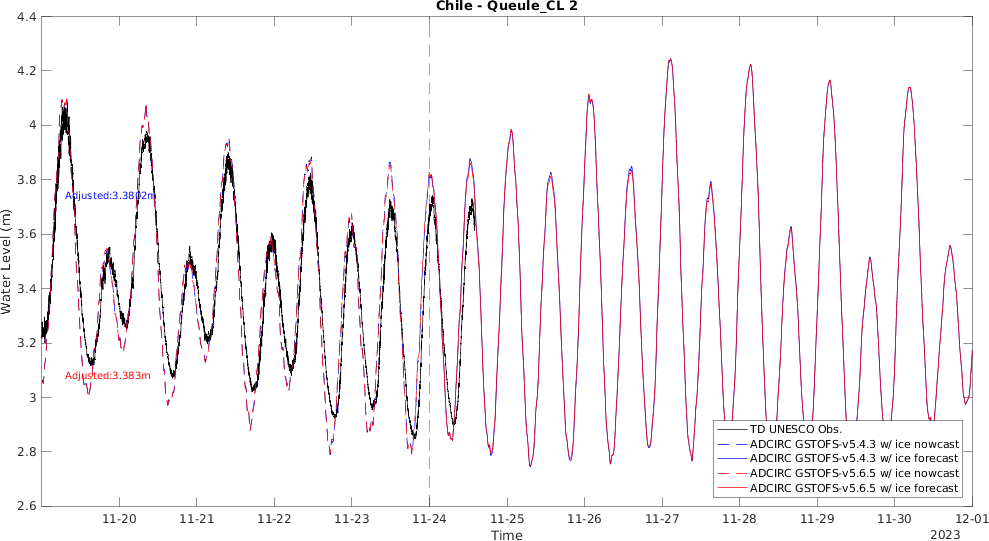 Chile - Queule_CL 2
4.4
4.2
4
3.8
3.6
3.4
3.2
3
2.8
2.6
Water Level (m)
Adjusted:3.3802m
Adjusted:3.383m
TD UNESCO Obs.
ADCIRC GSTOFS-v5.4.3 w/ ice nowcast
ADCIRC GSTOFS-v5.4.3 w/ ice forecast
ADCIRC GSTOFS-v5.6.5 w/ ice nowcast
ADCIRC GSTOFS-v5.6.5 w/ ice forecast
11-20 11-21 11-22 11-23 11-24 11-25 11-26 11-27 11-28 11-29 11-30 12-01
Time
2023